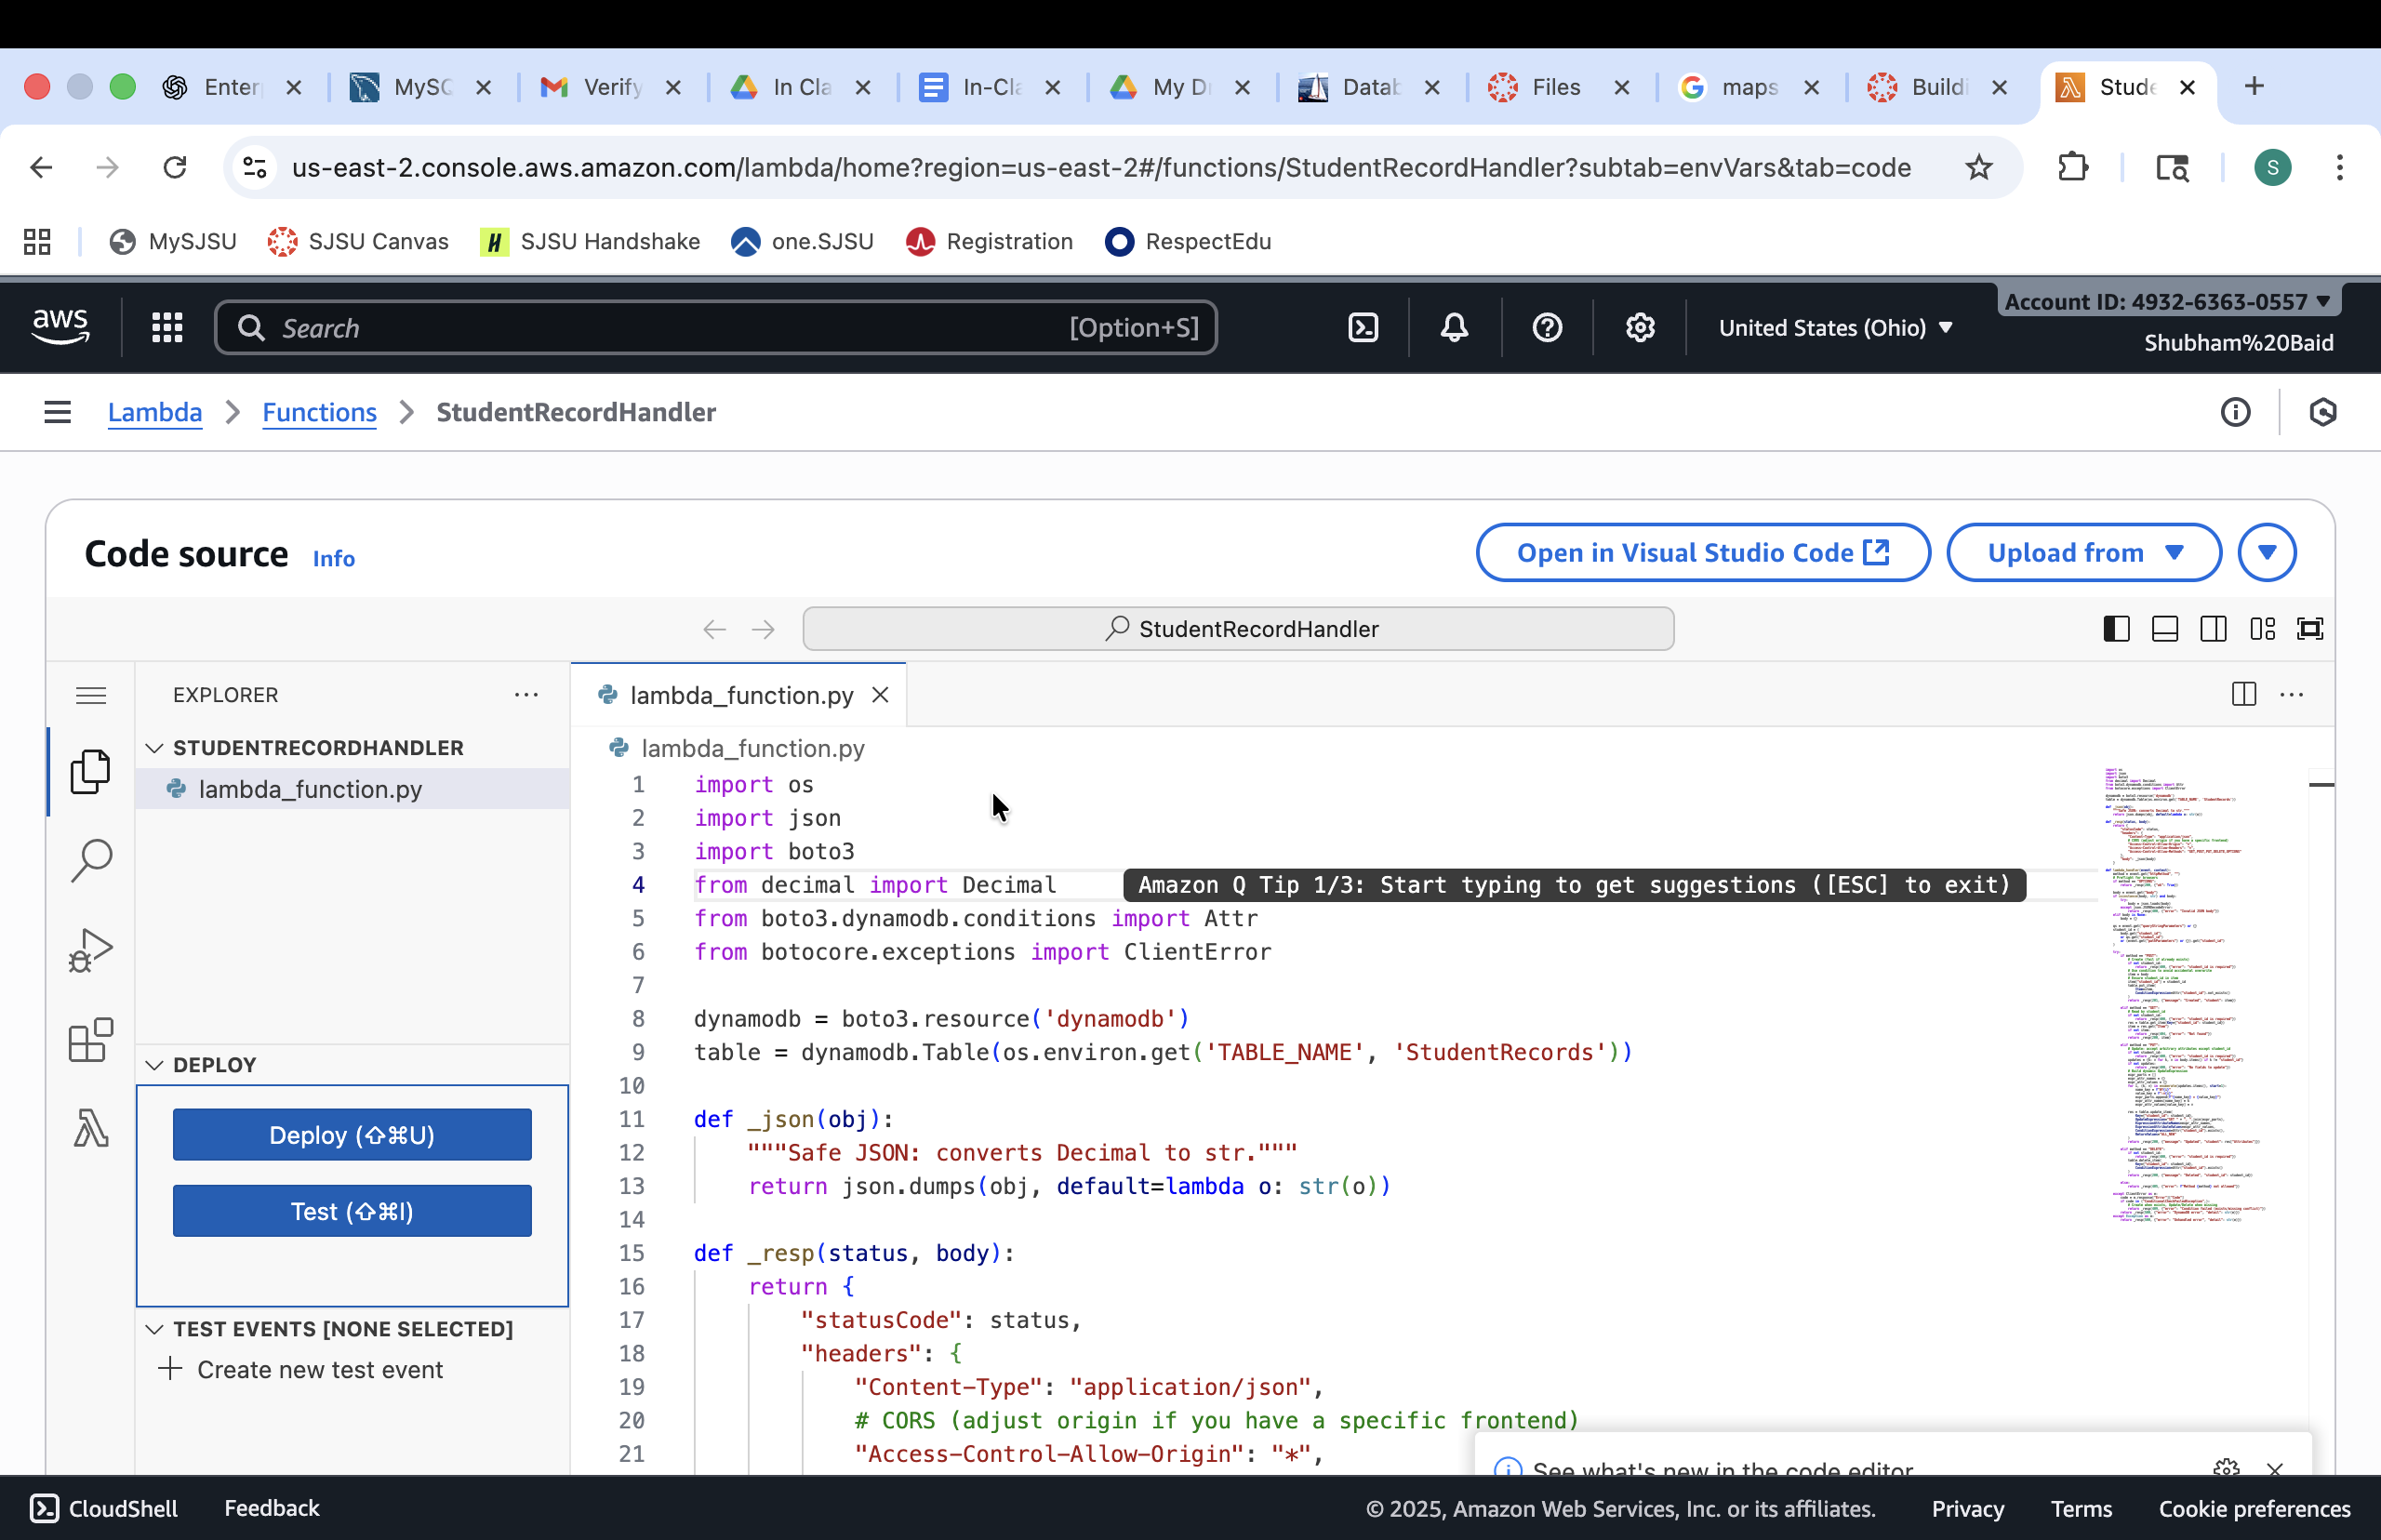 Enter
MySQ
Verify
In Cla
In-Cla
My D
Datab
Files
maps
Buildi
Stude
us-east-2.console.aws.amazon.com/lambda/home?region=us-east-2#/functions/StudentRecordHandler?subtab=envVars&tab=code
S
MySJSU
SJSU Canvas
H SJSU Handshake
one.SJSU
Registration
RespectEdu
aws
Search
[Option+S]
United States (Ohio)
Account ID: 4932-6363-0557
Shubham%20Baid
Lambda
Functions
StudentRecordHandler
Code source
Info
Open in Visual Studio Code
Upload from
StudentRecordHandler
EXPLORER
STUDENTRECORDHANDLER
lambda_function.py
DEPLOY
Deploy (⇧⌘U)
Test (⇧⌘I)
TEST EVENTS [NONE SELECTED]
Create new test event
lambda_function.py
lambda_function.py
1 import os
2 import json
3 import boto3
4 from decimal import Decimal Amazon Q Tip 1/3: Start typing to get suggestions ([ESC] to exit)
5 from boto3.dynamodb.conditions import Attr
6 from botocore.exceptions import ClientError
7
8 dynamodb = boto3.resource('dynamodb')
9 table = dynamodb.Table(os.environ.get('TABLE_NAME', 'StudentRecords'))
10
11 def _json(obj):
12 """Safe JSON: converts Decimal to str."""
13 return json.dumps(obj, default=lambda o: str(o))
14
15 def _resp(status, body):
16 return {
17 "statusCode": status,
18 "headers": {
19 "Content-Type": "application/json",
20 # CORS (adjust origin if you have a specific frontend)
21 "Access-Control-Allow-Origin": "*",
See what's new in the code editor
CloudShell
Feedback
© 2025, Amazon Web Services, Inc. or its affiliates.
Privacy
Terms
Cookie preferences